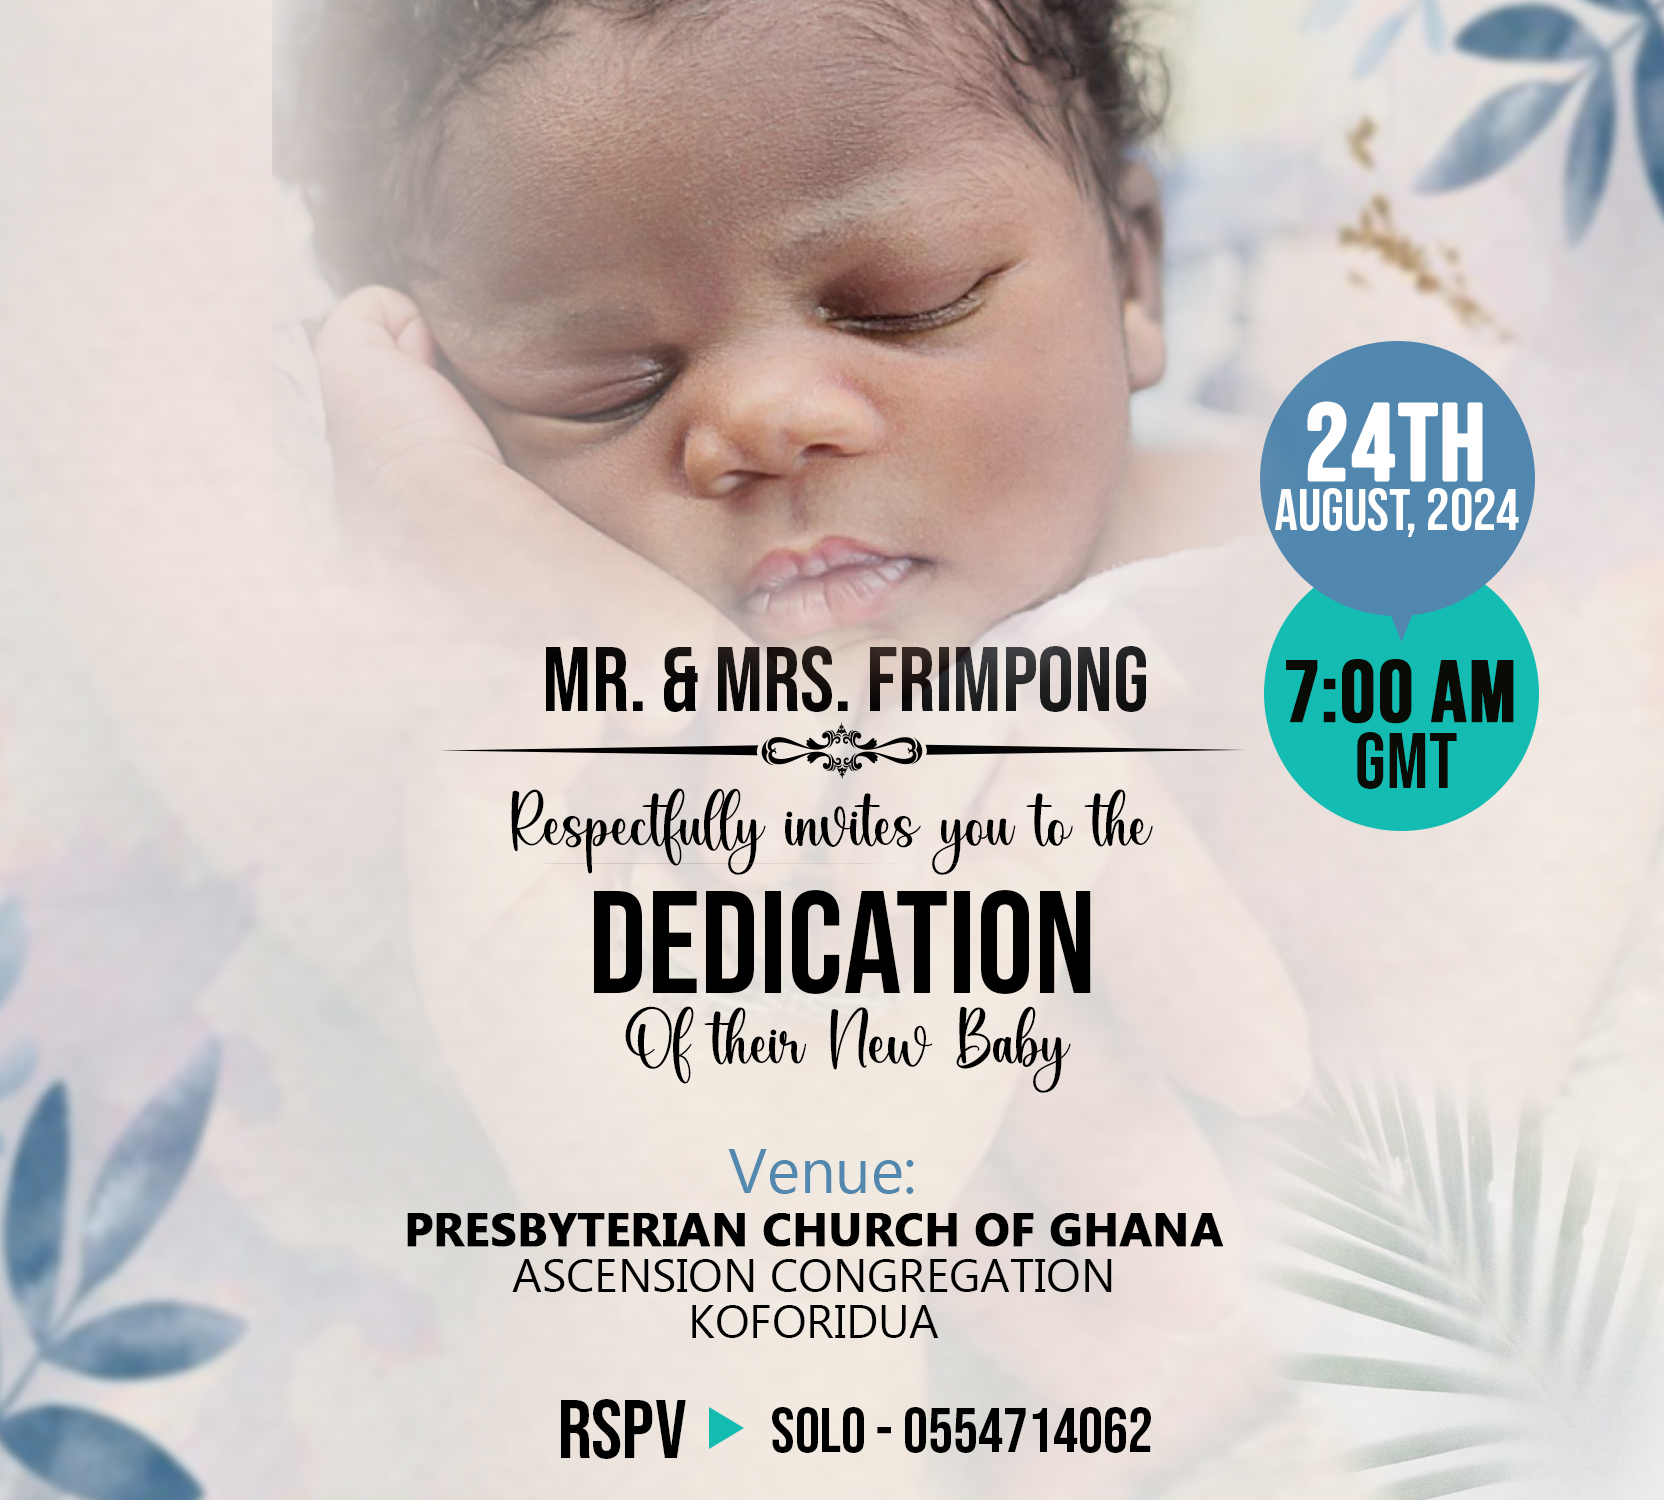 24TH
AUGUST, 2024
7:00 AM
GMT
MR. & MRS. FRIMPONG
Respectfully invites you to the
DEDICATION
Of their New Baby
Venue:
PRESBYTERIAN CHURCH OF GHANA
ASCENSION CONGREGATION
KOFORIDUA
RSPV SOLO - 0554714062